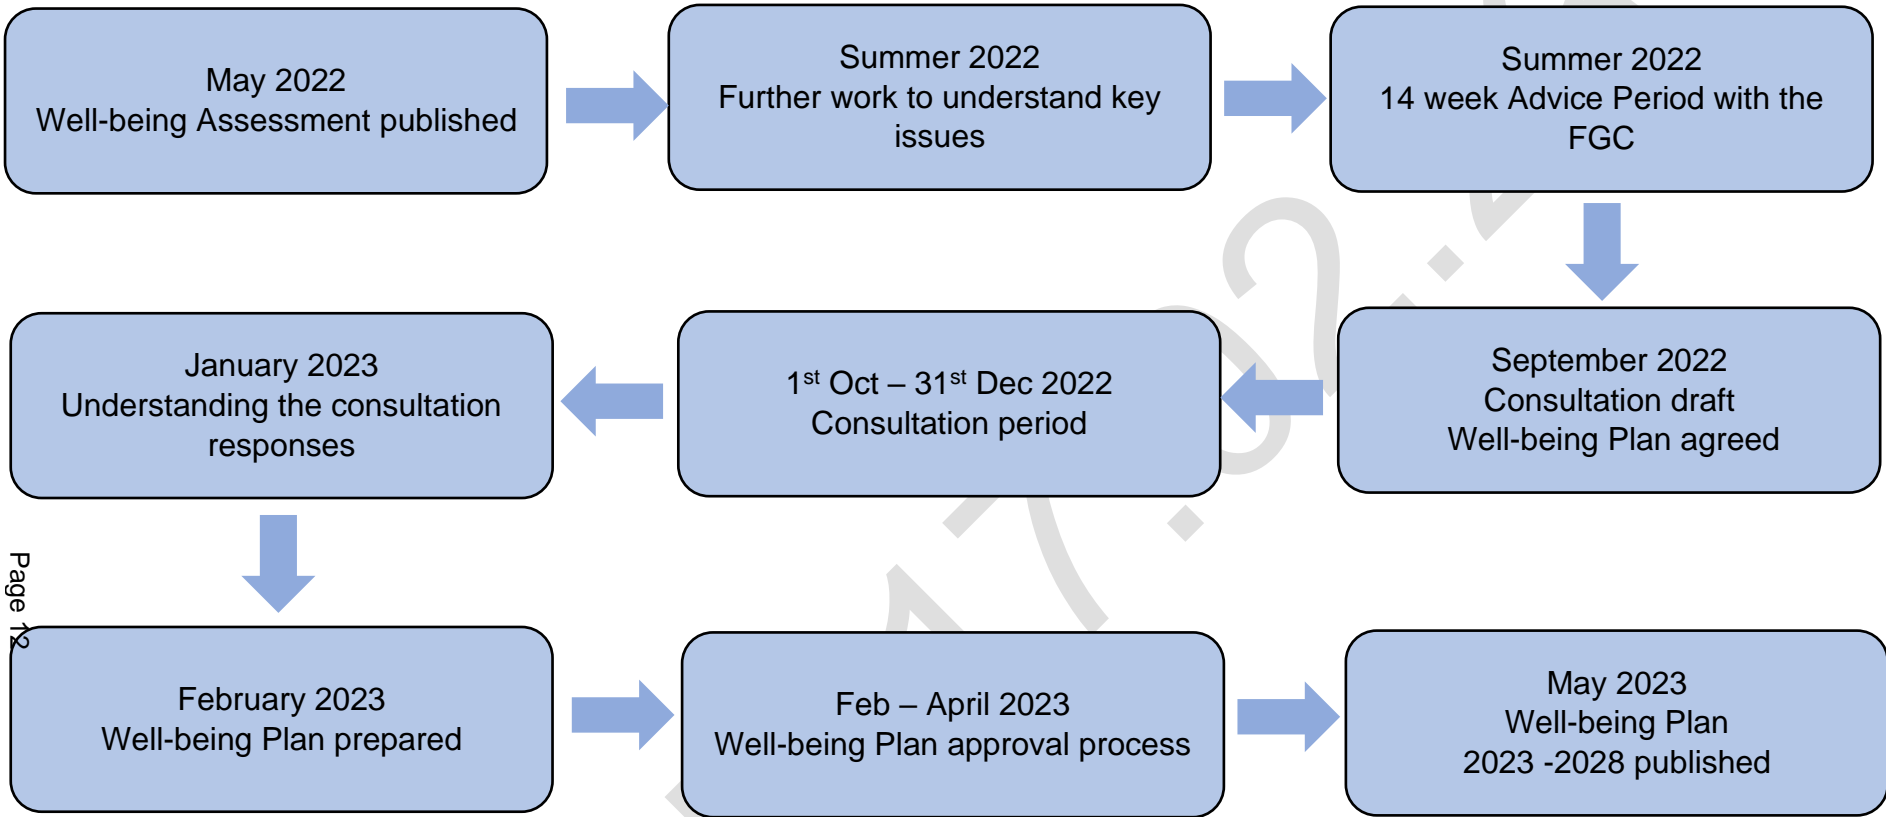 May 2022
Well-being Assessment published
Summer 2022
Further work to understand key
issues
Summer 2022
14 week Advice Period with the
FGC
September 2022
Consultation draft
Well-being Plan agreed
1st Oct – 31st Dec 2022
Consultation period
January 2023
Understanding the consultation
responses
February 2023
Well-being Plan prepared
Feb – April 2023
Well-being Plan approval process
May 2023
Well-being Plan
2023 -2028 published
Page 12